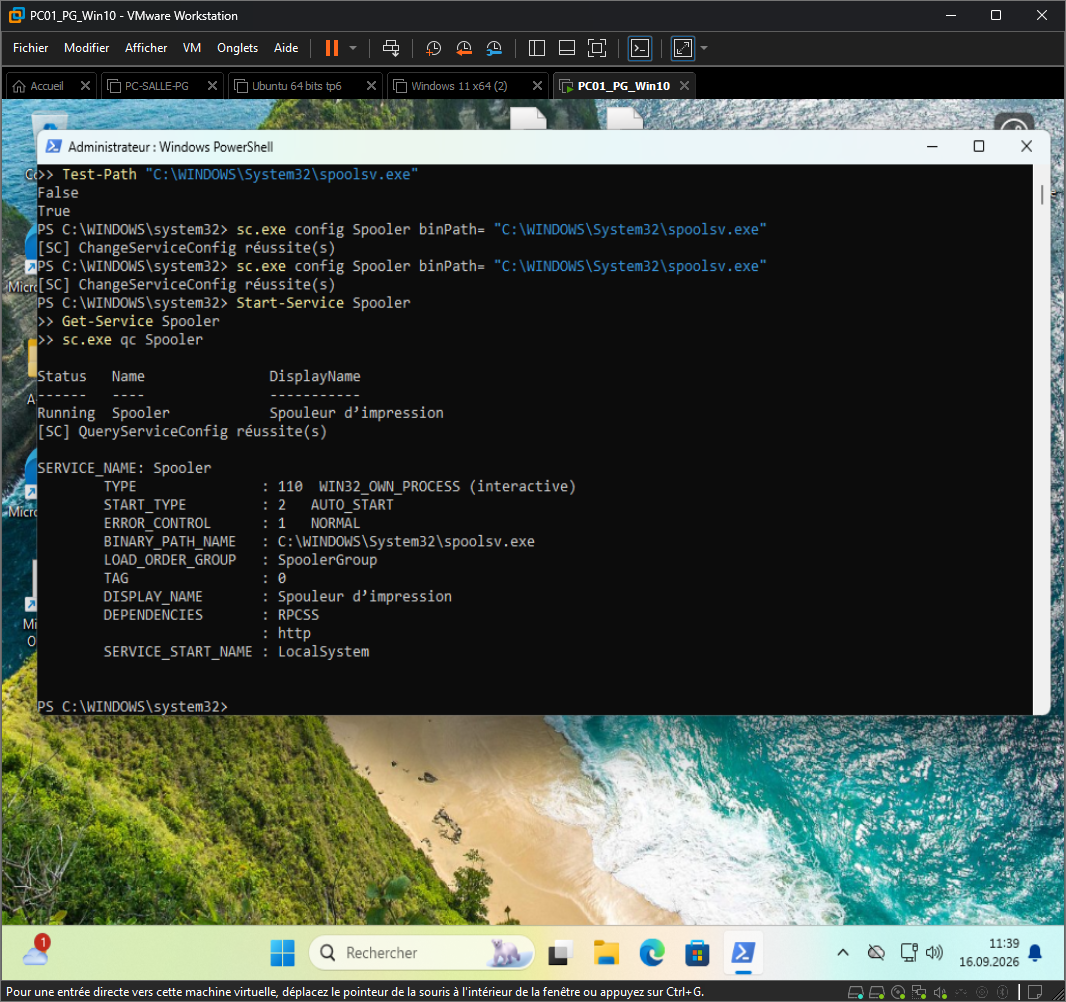 PC01_PG_Win10 - VMware Workstation
Fichier Modifier Afficher VM Onglets Aide
Accueil PC-SALLE-PG Ubuntu 64 bits tp6 Windows 11 x64 (2) PC01_PG_Win10
Administrateur : Windows PowerShell
>> Test-Path "C:\WINDOWS\System32\spoolsv.exe"
False
True
PS C:\WINDOWS\system32> sc.exe config Spooler binPath= "C:\WINDOWS\System32\spoolsv.exe"
[SC] ChangeServiceConfig réussite(s)
PS C:\WINDOWS\system32> sc.exe config Spooler binPath= "C:\WINDOWS\System32\spoolsv.exe"
[SC] ChangeServiceConfig réussite(s)
PS C:\WINDOWS\system32> Start-Service Spooler
>> Get-Service Spooler
>> sc.exe qc Spooler
Status Name DisplayName
------ ---- -----------
Running Spooler Spouleur d’impression
[SC] QueryServiceConfig réussite(s)
SERVICE_NAME: Spooler
TYPE : 110 WIN32_OWN_PROCESS (interactive)
START_TYPE : 2 AUTO_START
ERROR_CONTROL : 1 NORMAL
BINARY_PATH_NAME : C:\WINDOWS\System32\spoolsv.exe
LOAD_ORDER_GROUP : SpoolerGroup
TAG : 0
DISPLAY_NAME : Spouleur d’impression
DEPENDENCIES : RPCSS
: http
SERVICE_START_NAME : LocalSystem
PS C:\WINDOWS\system32>
1
Rechercher
11:39
16.09.2026
Pour une entrée directe vers cette machine virtuelle, déplacez le pointeur de la souris à l'intérieur de la fenêtre ou appuyez sur Ctrl+G.